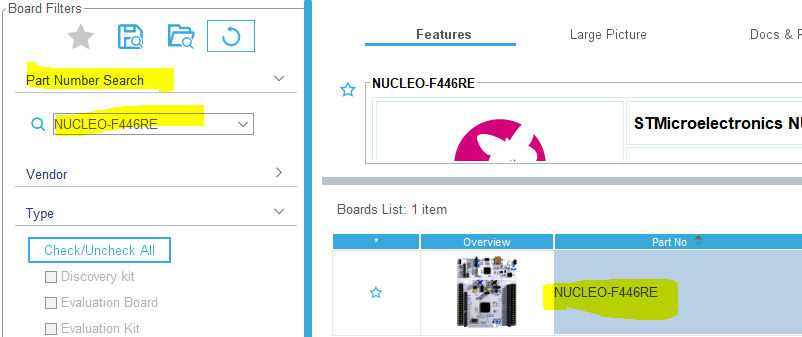 Board Filters
Part Number Search
NUCLEO-F446RE
Vendor
Type
Check/Uncheck All
Discovery kit
Evaluation Board
Evaluation Kit
Features
Large Picture
Docs &
NUCLEO-F446RE
STMicroelectronics
Boards List: 1 item
*
Overview
Part No
NUCLEO-F446RE